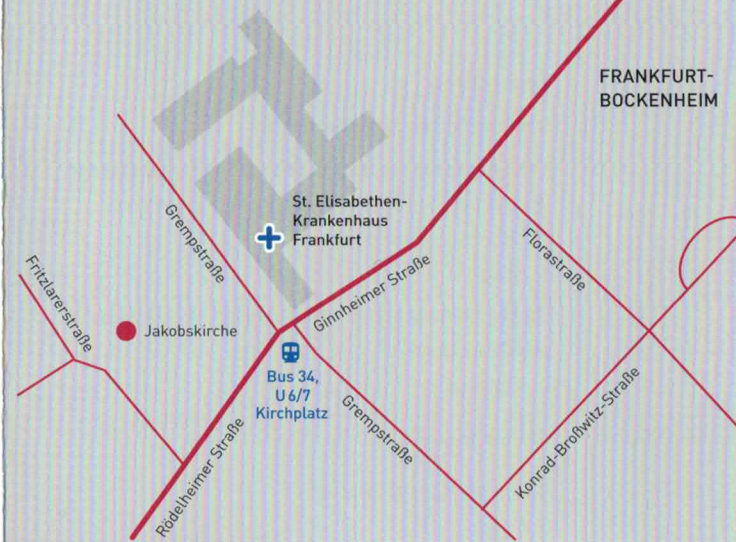 FRANKFURT-
BOCKENHEIM
St. Elisabethen-
Krankenhaus
Frankfurt
Grempstraße
Florastraße
Fritzlarerstraße
Ginnheimer Straße
Jakobskirche
Bus 34,
U 6/7
Kirchplatz
Grempstraße
Konrad-Broßwitz-Straße
Rödelheimer Straße